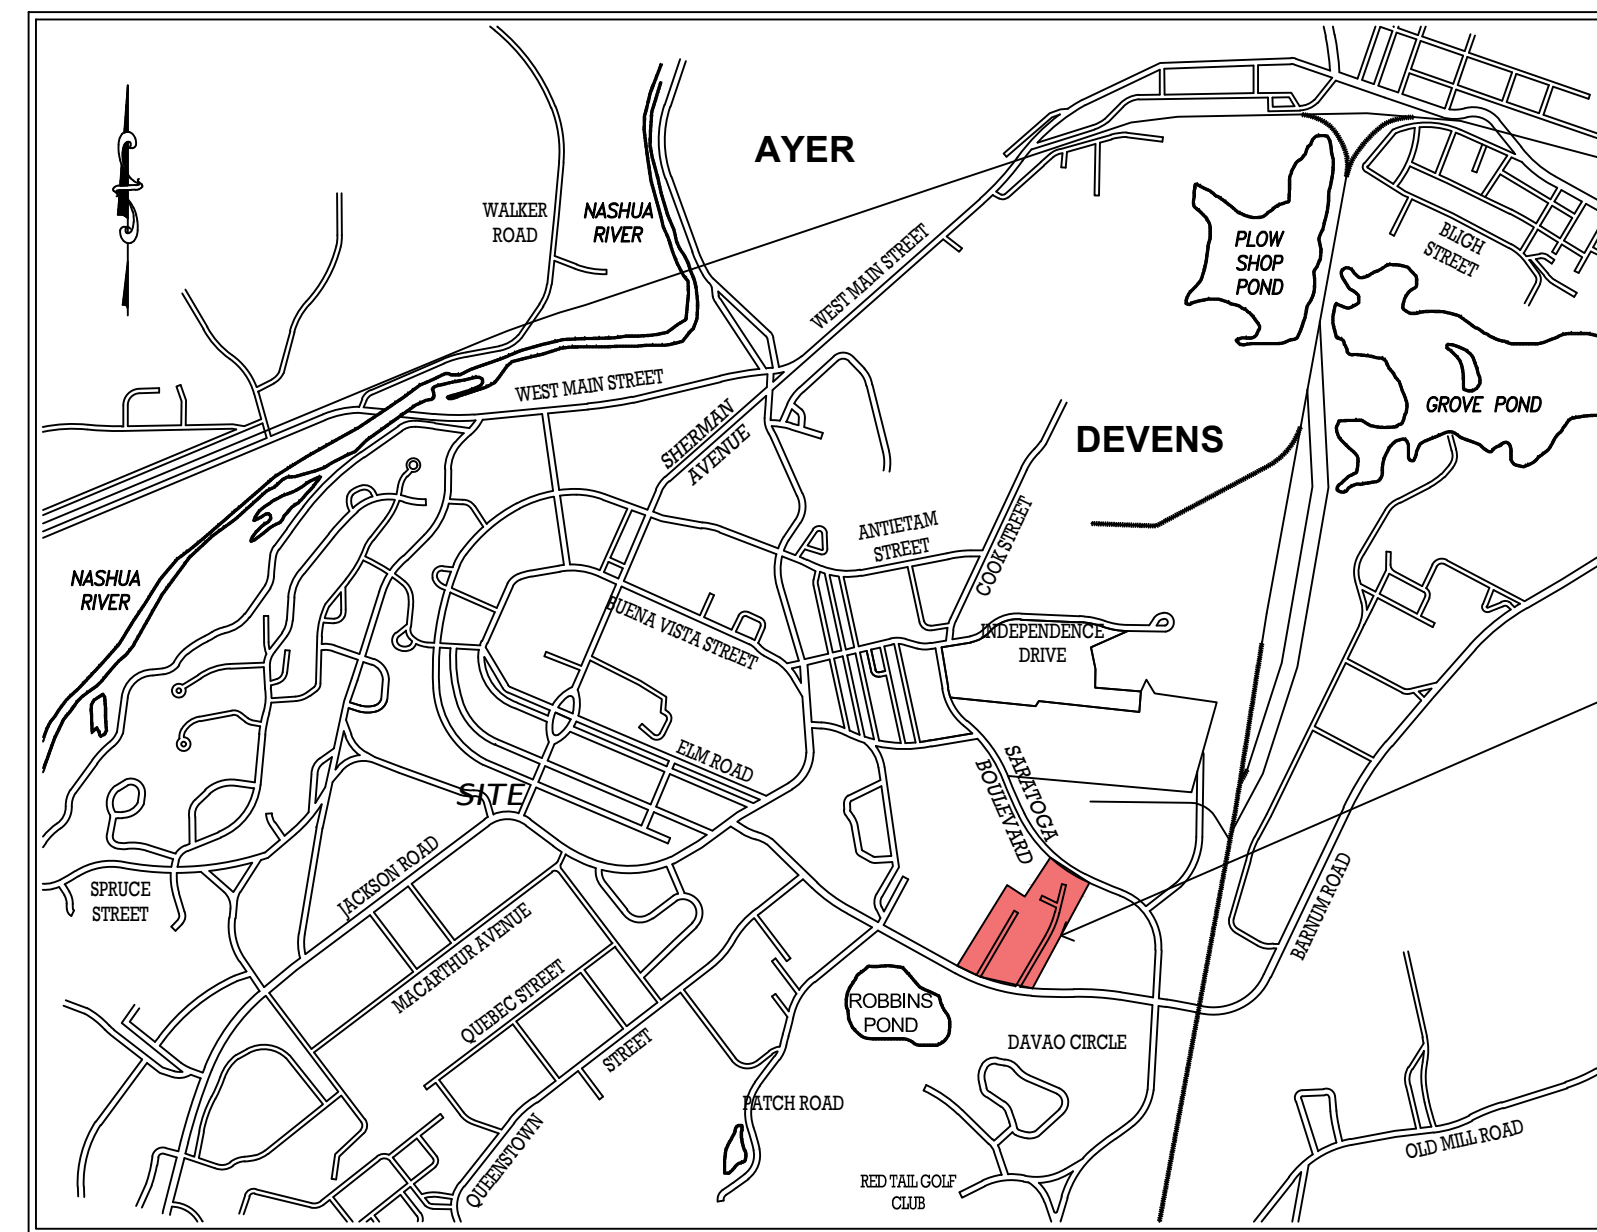 AYER
WALKER
ROAD
NASHUA
RIVER
WEST MAIN STREET
PLOW
SHOP
POND
BLIGH
STREET
WEST MAIN STREET
GROVE POND
SHERMAN
AVENUE
DEVENS
ANTIETAM
STREET
COOK STREET
NASHUA
RIVER
BUENA VISTA STREET
INDEPENDENCE
DRIVE
ELM ROAD
SITE
SARATOGA
BOULEVARD
JACKSON ROAD
SPRUCE
STREET
MACARTHUR AVENUE
BARNUM ROAD
QUEBEC STREET
ROBBINS
POND
DAVAO CIRCLE
STREET
PATCH ROAD
QUEENSTOWN
OLD MILL ROAD
RED TAIL GOLF
CLUB